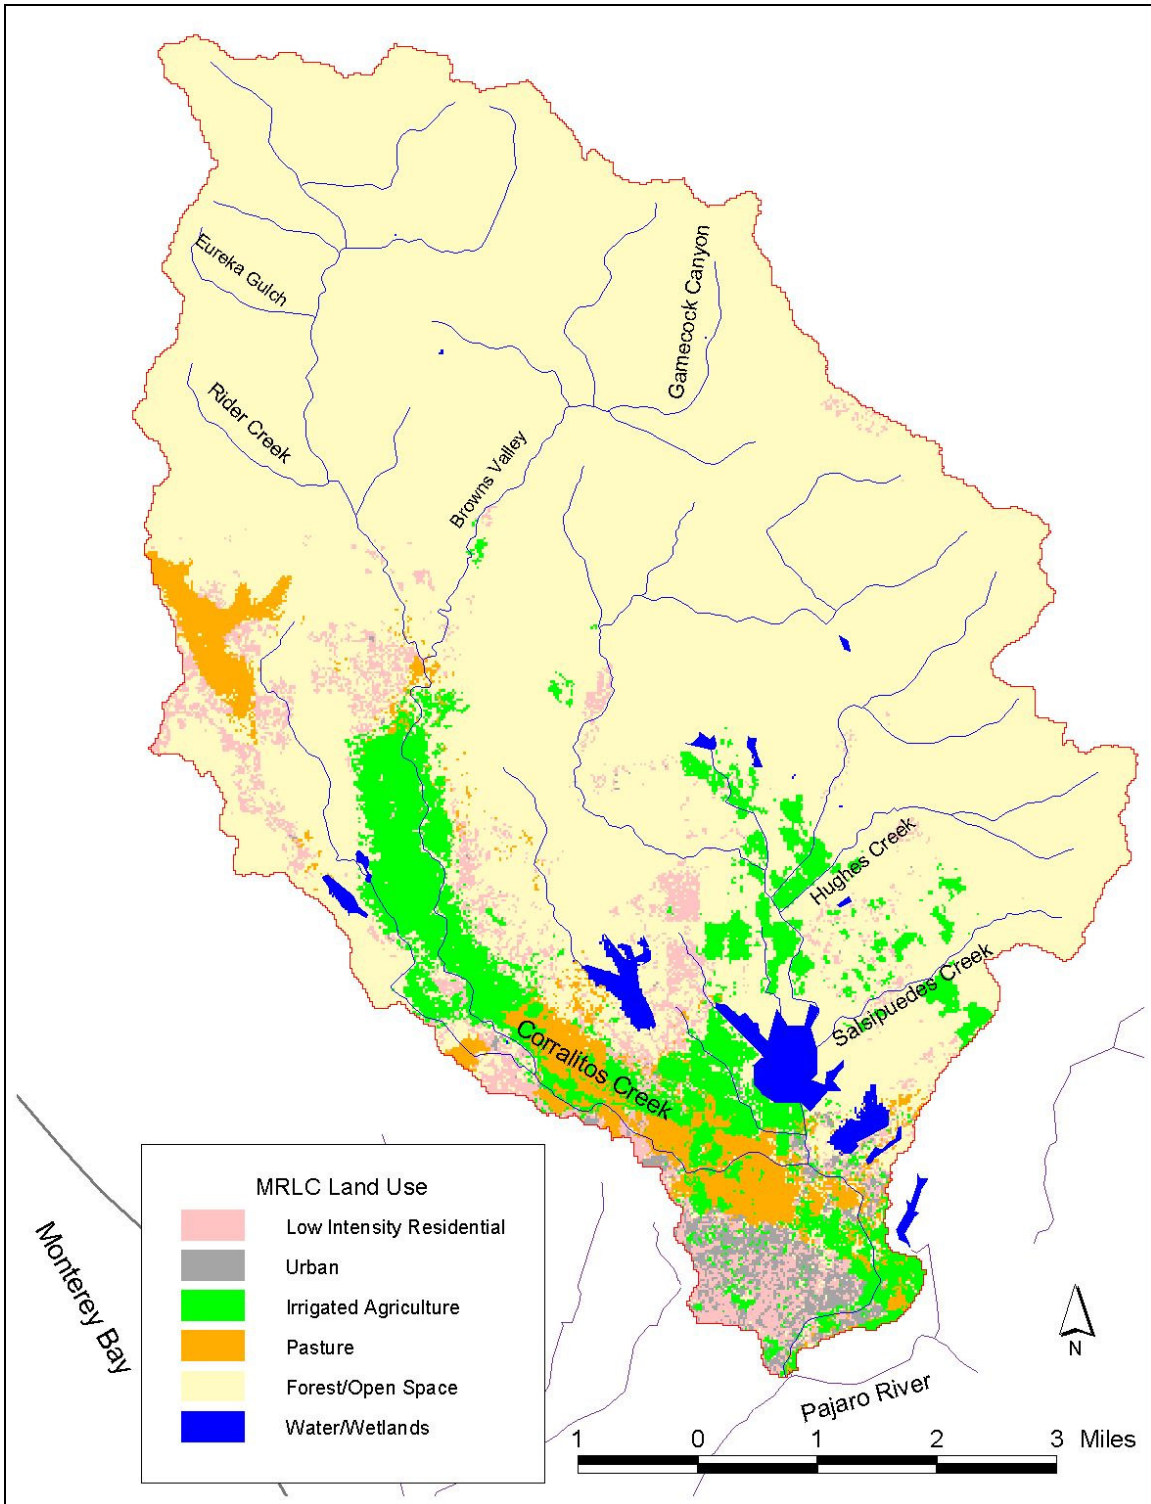 Eureka Gulch
Gamecock Canyon
Rider Creek
Browns Valley
Hughes Creek
Salsipuedes Creek
Corralitos Creek
MRLC Land Use
Low Intensity Residential
Urban
Irrigated Agriculture
Pasture
Forest/Open Space
Water/Wetlands
Monterey Bay
N
Pajaro River
1 0 1 2 3 Miles